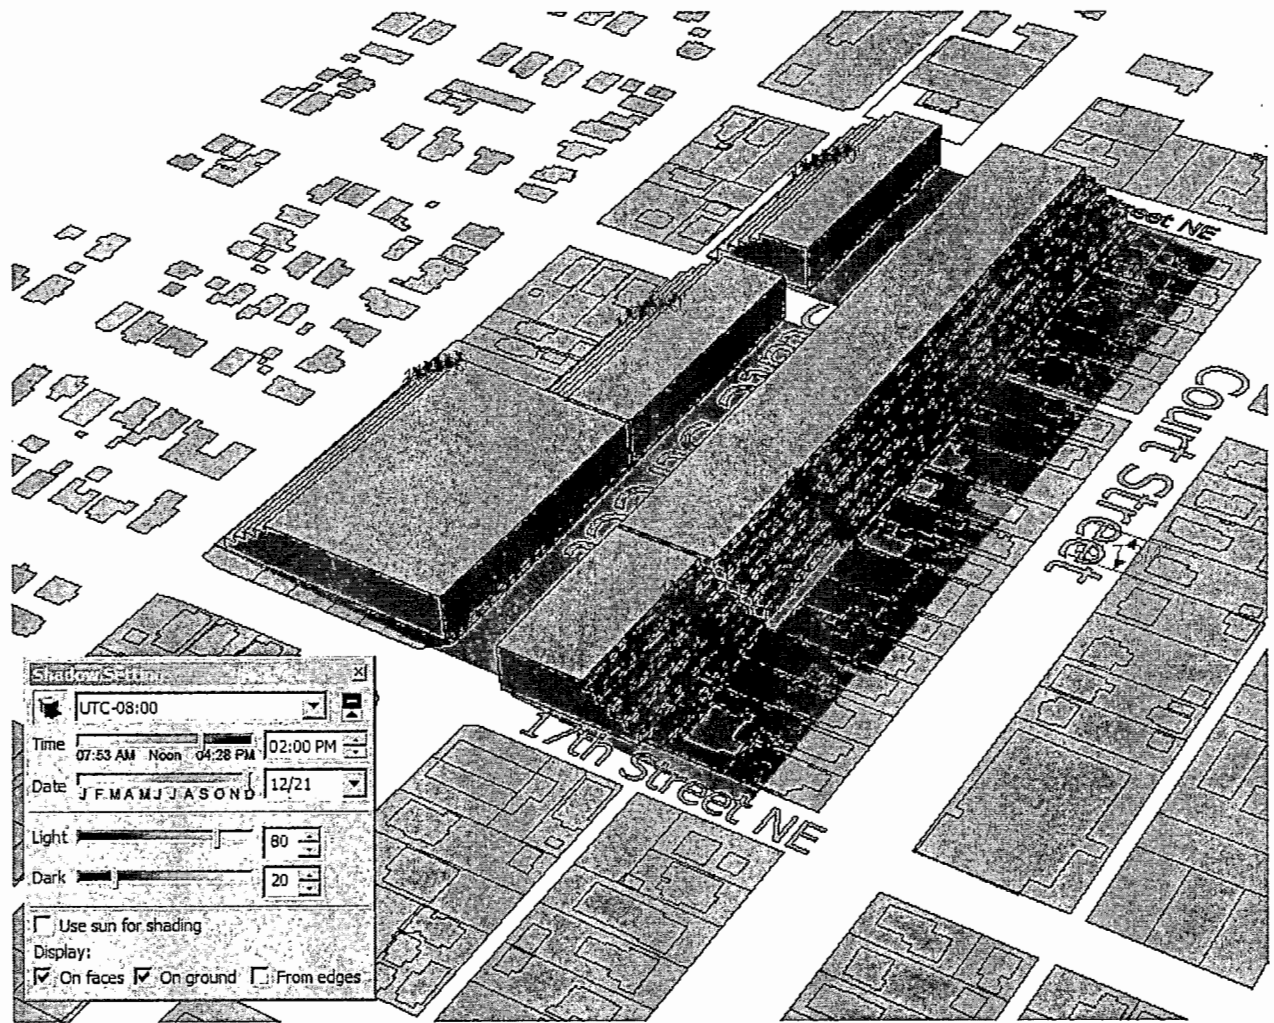 Street NE
Court Street
17th Street NE
Shadow Settin
UTC-08:00
Time 07:53 AM Noon 04:28 PM 02:00 PM
Date J F M A M J J A S O N D 12/21
Light 80
Dark 20
Use sun for shading
Display:
On faces On ground From edges